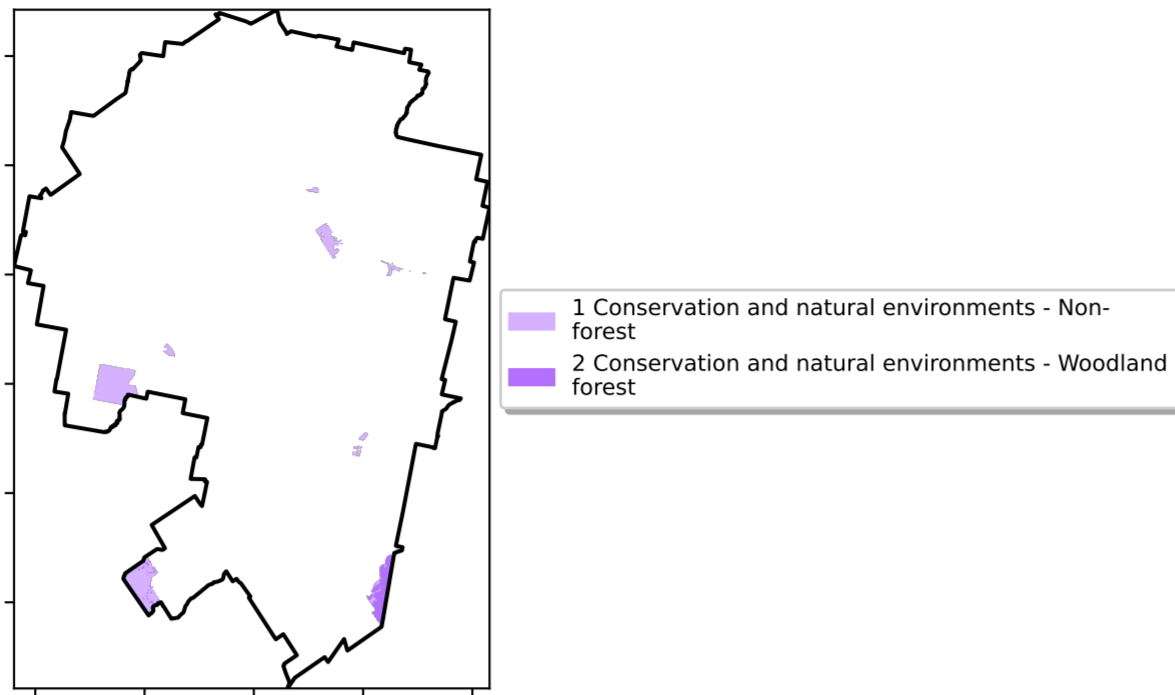 1 Conservation and natural environments - Non-
forest
2 Conservation and natural environments - Woodland
forest